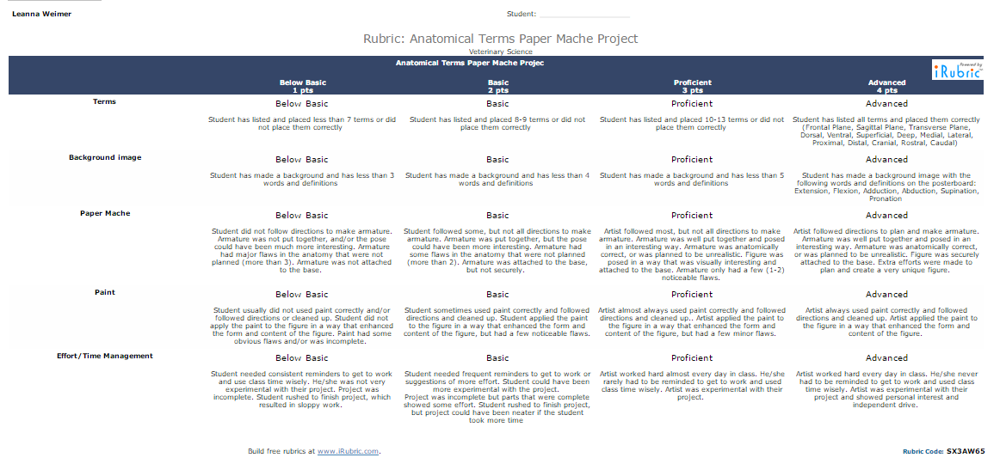 Leanna Weimer
Student: ____________________
Rubric: Anatomical Terms Paper Mache Project
Veterinary Science
Anatomical Terms Paper Mache Projec
powered by
iRubric
Below Basic
1 pts
Basic
2 pts
Proficient
3 pts
Advanced
4 pts
Terms
Below Basic
Student has listed and placed less than 7 terms or did
not place them correctly
Basic
Student has listed and placed 8-9 terms or did not
place them correctly
Proficient
Student has listed and placed 10-13 terms or did not
place them correctly
Advanced
Student has listed all terms and placed them correctly
(Frontal Plane, Sagittal Plane, Transverse Plane,
Dorsal, Ventral, Superficial, Deep, Medial, Lateral,
Proximal, Distal, Cranial, Rostral, Caudal)
Background image
Below Basic
Student has made a background and has less than 3
words and definitions
Basic
Student has made a background and has less than 4
words and definitions
Proficient
Student has made a background and has less than 5
words and definitions
Advanced
Student has made a background image with the
following words and definitions on the posterboard:
Extension, Flexion, Adduction, Abduction, Supination,
Pronation
Paper Mache
Below Basic
Student did not follow directions to make armature.
Armature was not put together, and/or the pose
could have been much more interesting. Armature
had major flaws in the anatomy that were not
planned (more than 3). Armature was not attached
to the base.
Basic
Student followed some, but not all directions to make
armature. Armature was put together, but the pose
could have been more interesting. Armature had
some flaws in the anatomy that were not planned
(more than 2). Armature was attached to the base,
but not securely.
Proficient
Artist followed most, but not all directions to make
armature. Armature was well put together and posed
in an interesting way. Armature was anatomically
correct, or was planned to be unrealistic. Figure was
posed in a way that was visually interesting and
attached to the base. Armature only had a few (1-2)
noticeable flaws.
Advanced
Artist followed directions to plan and make armature.
Armature was well put together and posed in an
interesting way. Armature was anatomically correct,
or was planned to be unrealistic. Figure was securely
attached to the base. Extra efforts were made to
plan and create a very unique figure.
Paint
Below Basic
Student usually did not used paint correctly and/or
followed directions or cleaned up. Student did not
apply the paint to the figure in a way that enhanced
the form and content of the figure. Paint had some
obvious flaws and/or was incomplete.
Basic
Student sometimes used paint correctly and followed
directions and cleaned up. Student applied the paint
to the figure in a way that enhanced the form and
content of the figure, but had a few noticeable flaws.
Proficient
Artist almost always used paint correctly and followed
directions and cleaned up.. Artist applied the paint to
the figure in a way that enhanced the form and
content of the figure, but had a few minor flaws.
Advanced
Artist always used paint correctly and followed
directions and cleaned up. Artist applied the paint to
the figure in a way that enhanced the form and
content of the figure.
Effort/Time Management
Below Basic
Student needed consistent reminders to get to work
and use class time wisely. He/she was not very
experimental with their project. Project was
incomplete. Student rushed to finish project, which
resulted in sloppy work.
Basic
Student needed frequent reminders to get to work or
suggestions of more effort. Student could have been
more experimental with the project.
Project was incomplete but parts that were complete
showed some effort. Student rushed to finish project,
but project could have been neater if the student
took more time
Proficient
Artist worked hard almost every day in class. He/she
rarely had to be reminded to get to work and used
class time wisely. Artist was experimental with their
project.
Advanced
Artist worked hard every day in class. He/she never
had to be reminded to get to work and used class
time wisely. Artist was experimental with their
project and showed personal interest and
independent drive.
Build free rubrics at www.iRubric.com.
Rubric Code: SX3AW65